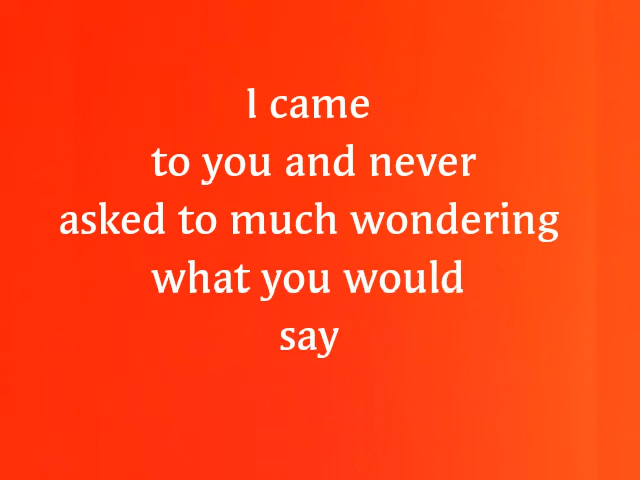 I came
to you and never
asked to much wondering
what you would
say